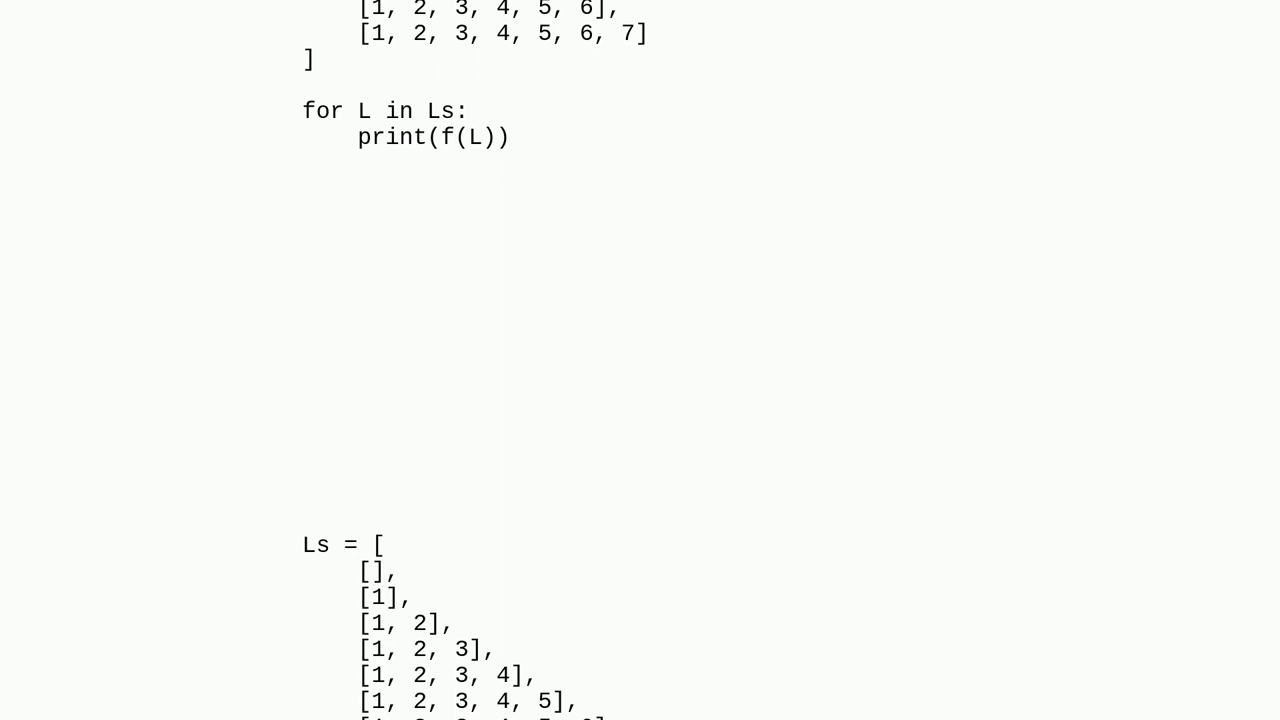 [1, 2, 3, 4, 5, 6],
[1, 2, 3, 4, 5, 6, 7]
]
for L in Ls:
print(f(L))
Ls = [
[],
[1],
[1, 2],
[1, 2, 3],
[1, 2, 3, 4],
[1, 2, 3, 4, 5],